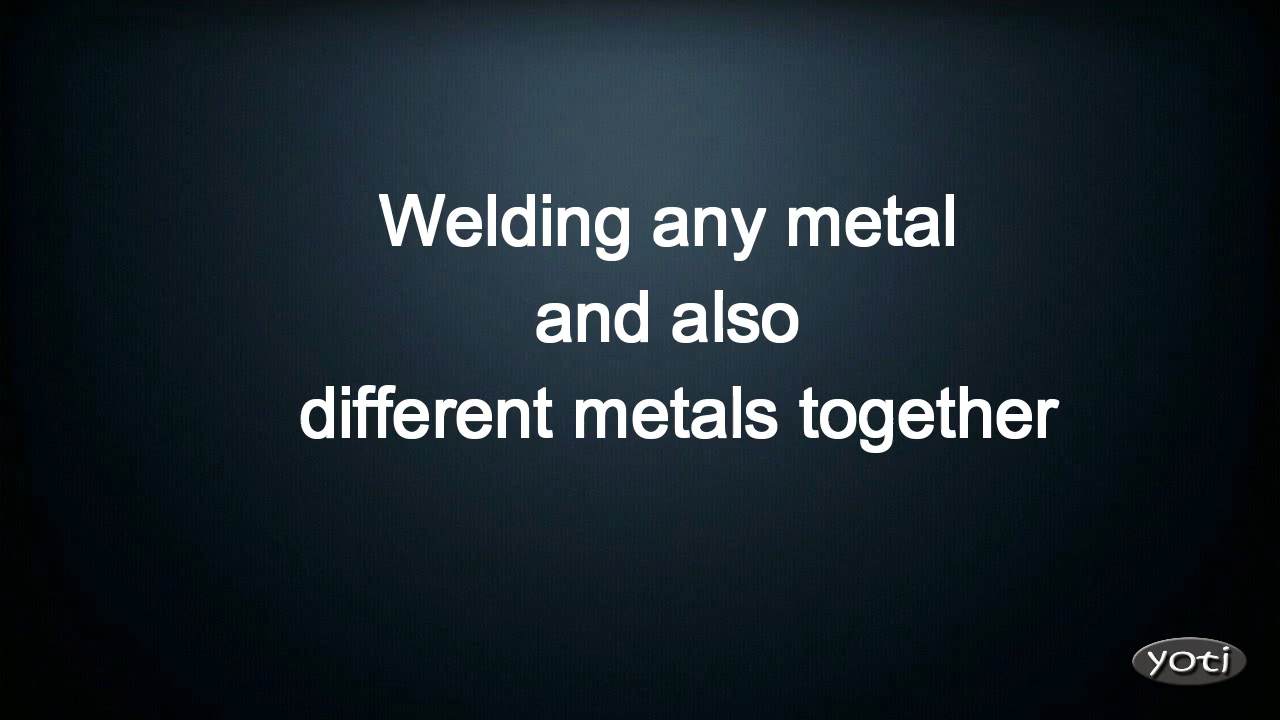 Welding any metal
and also
different metals together
yoti